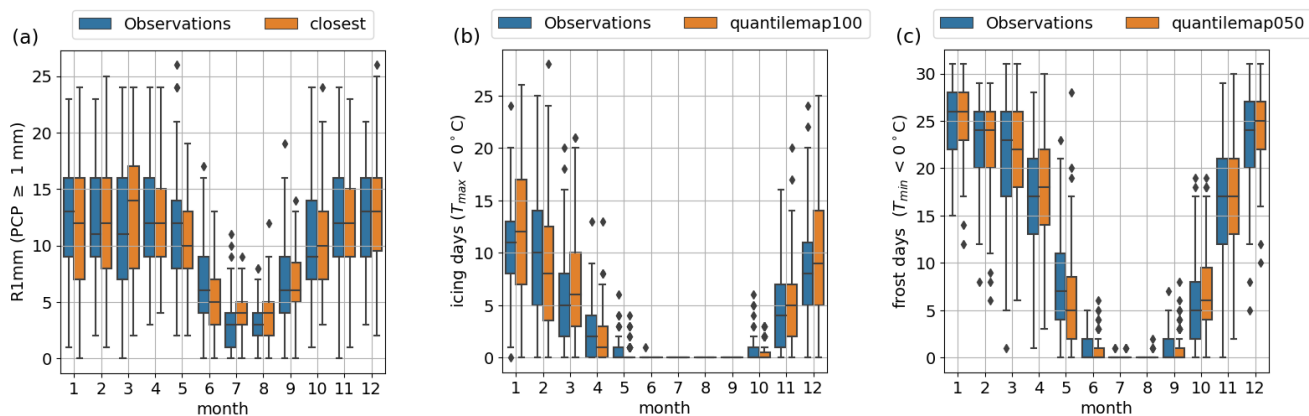 (a)
Observations closest
R1mm (PCP ≥ 1 mm)
25
20
15
10
5
0
1 2 3 4 5 6 7 8 9 10 11 12
month
(b)
Observations quantilemap100
icing days (T_max < 0°C)
25
20
15
10
5
0
1 2 3 4 5 6 7 8 9 10 11 12
month
(c)
Observations quantilemap050
frost days (T_min < 0°C)
30
25
20
15
10
5
0
1 2 3 4 5 6 7 8 9 10 11 12
month